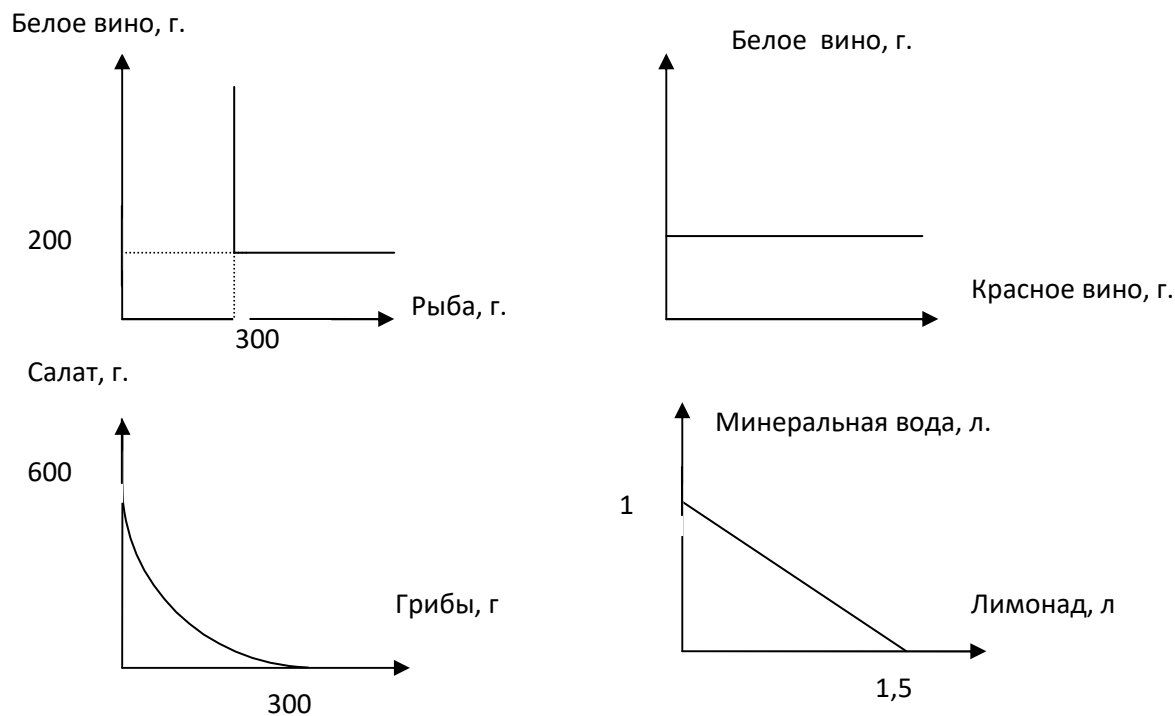 Белое вино, г.
200
Рыба, г.
300
Белое  вино, г.
Красное вино, г.
Салат, г.
600
Грибы, г
300
Минеральная вода, л.
1
Лимонад, л
1,5